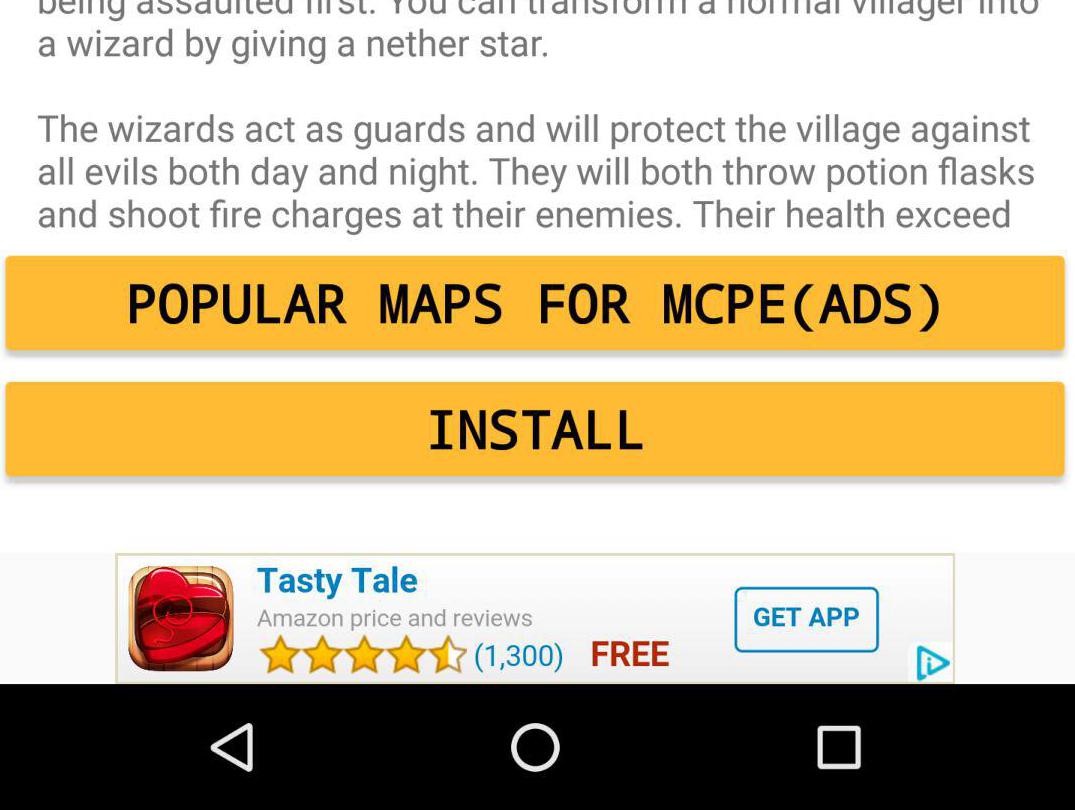 being assaulted first. You can transform a normal villager into
a wizard by giving a nether star.
The wizards act as guards and will protect the village against
all evils both day and night. They will both throw potion flasks
and shoot fire charges at their enemies. Their health exceed
POPULAR MAPS FOR MCPE(ADS)
INSTALL
Tasty Tale
Amazon price and reviews
(1,300) FREE
GET APP